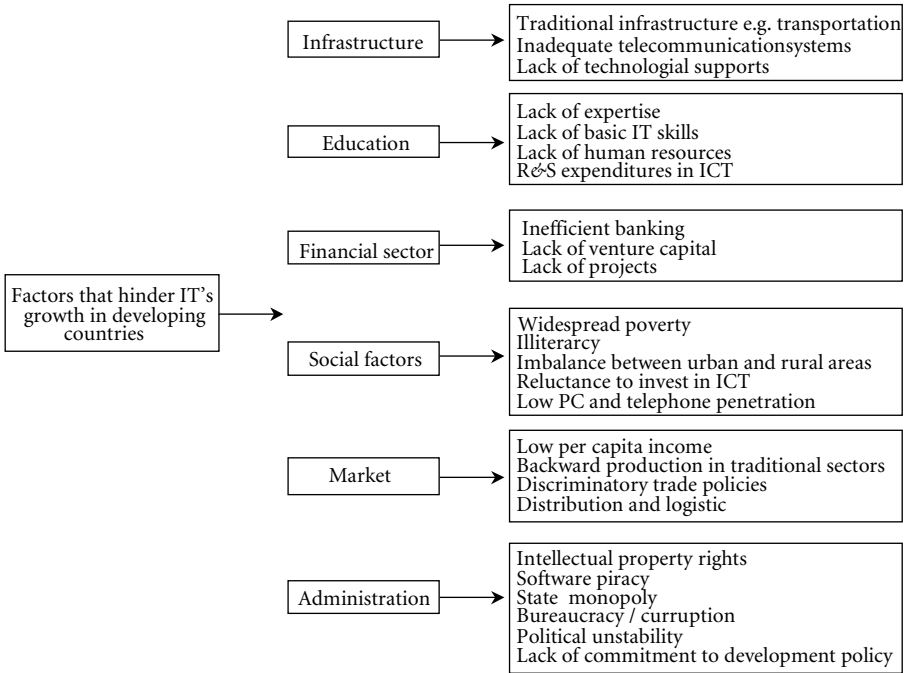 Factors that hinder IT's
growth in developing
countries
Infrastructure
Traditional infrastructure e.g. transportation
Inadequate telecommunicationsystems
Lack of technologial supports
Education
Lack of expertise
Lack of basic IT skills
Lack of human resources
R&S expenditures in ICT
Financial sector
Inefficient banking
Lack of venture capital
Lack of projects
Social factors
Widespread poverty
Illiterarcy
Imbalance between urban and rural areas
Reluctance to invest in ICT
Low PC and telephone penetration
Market
Low per capita income
Backward production in traditional sectors
Discriminatory trade policies
Distribution and logistic
Administration
Intellectual property rights
Software piracy
State monopoly
Bureaucracy / curruption
Political unstability
Lack of commitment to development policy